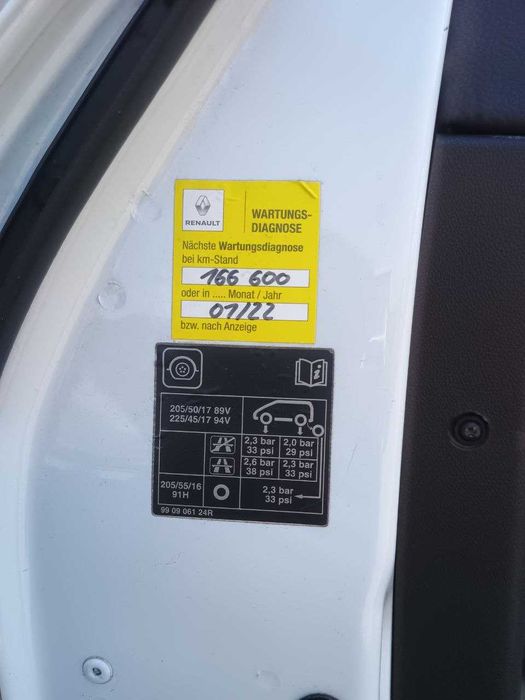 RENAULT
WARTUNGS-
DIAGNOSE
Nächste Wartungsdiagnose
bei km-Stand
166 600
oder in ..... Monat / Jahr
07/22
bzw. nach Anzeige
i
205/50/17 89V
225/45/17 94V
2,3 bar 2,0 bar
33 psi 29 psi
2,6 bar 2,3 bar
38 psi 33 psi
205/55/16 2,3 bar
91H 33 psi
99 09 061 24R